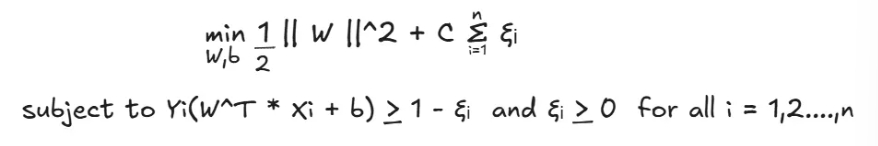 min 1/2 || W ||^2 + C Σ ξi
W,b i=1 n
subject to Yi(W^T * Xi + b) ≥ 1 - ξi and ξi ≥ 0 for all i = 1,2....,n